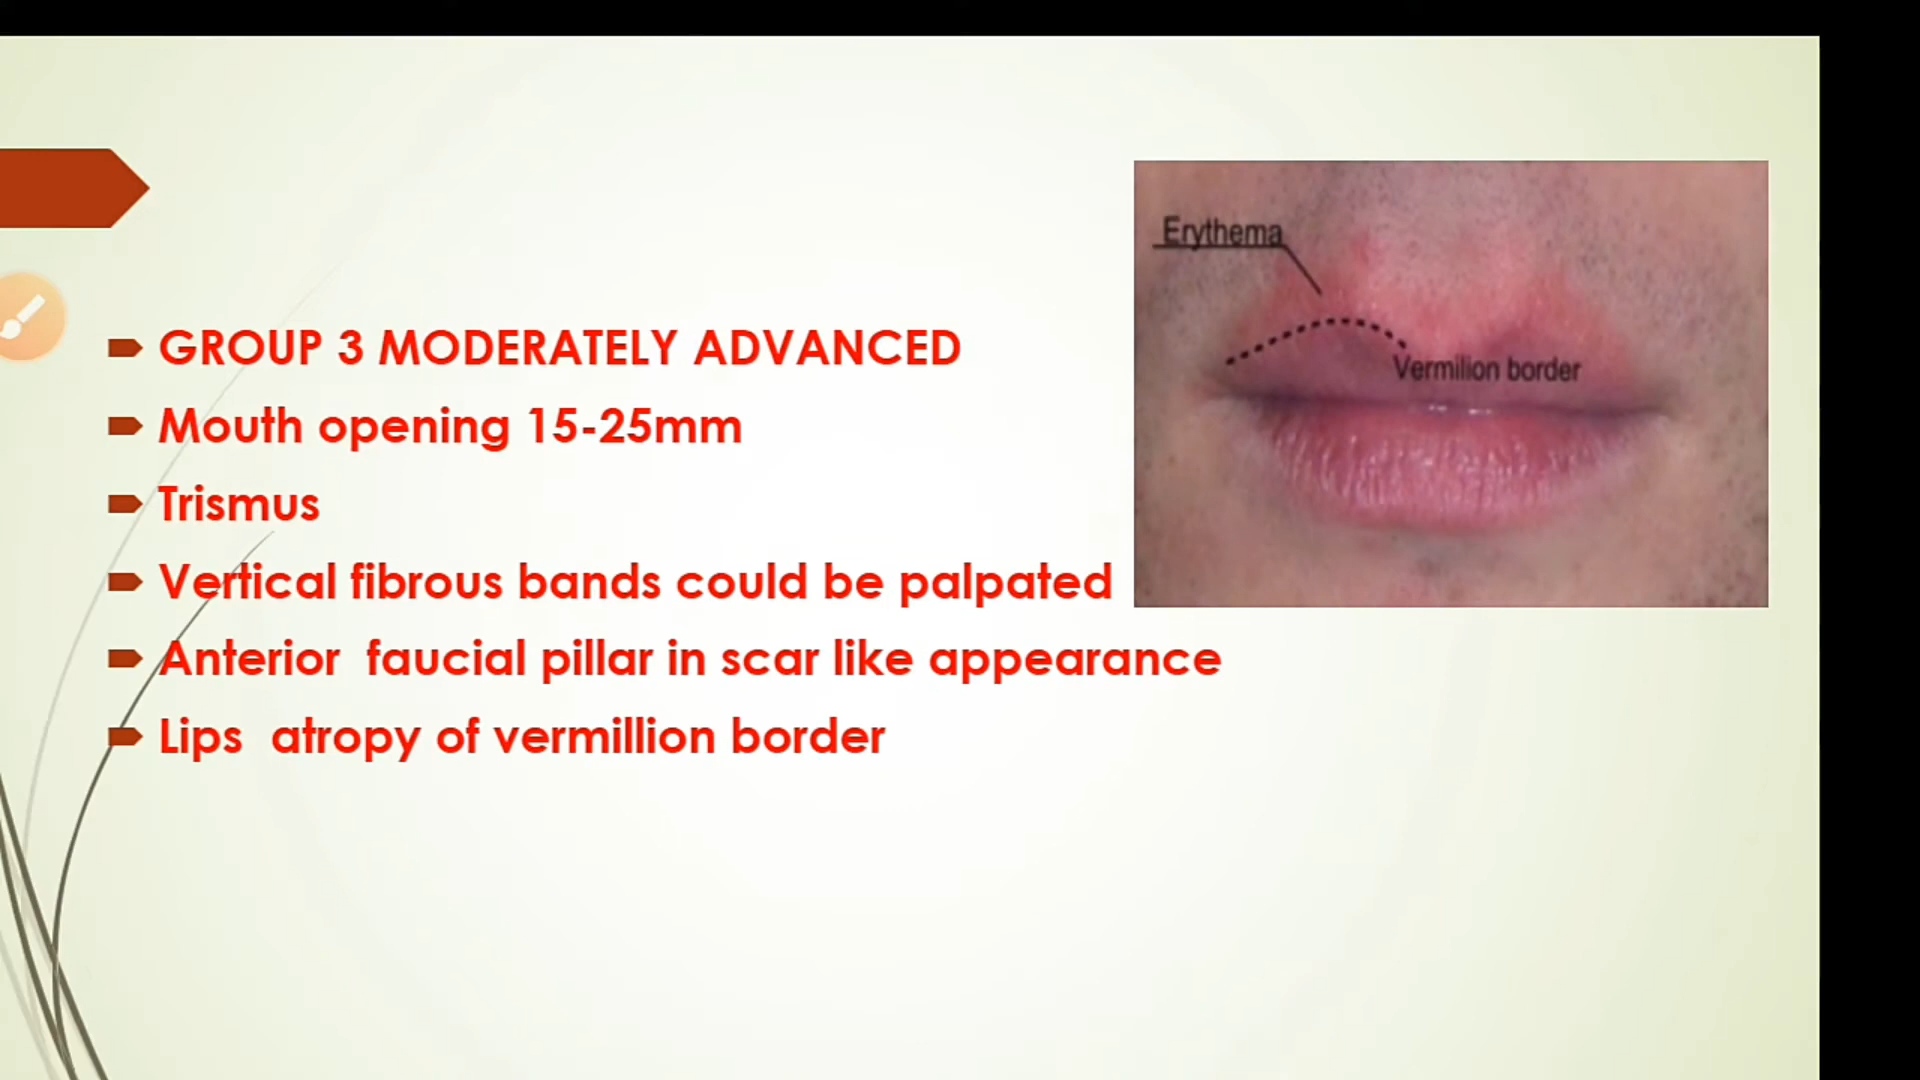 GROUP 3 MODERATELY ADVANCED
Mouth opening 15-25mm
Trismus
Vertical fibrous bands could be palpated
Anterior faucial pillar in scar like appearance
Lips atropy of vermillion border
Erythema
Vermilion border